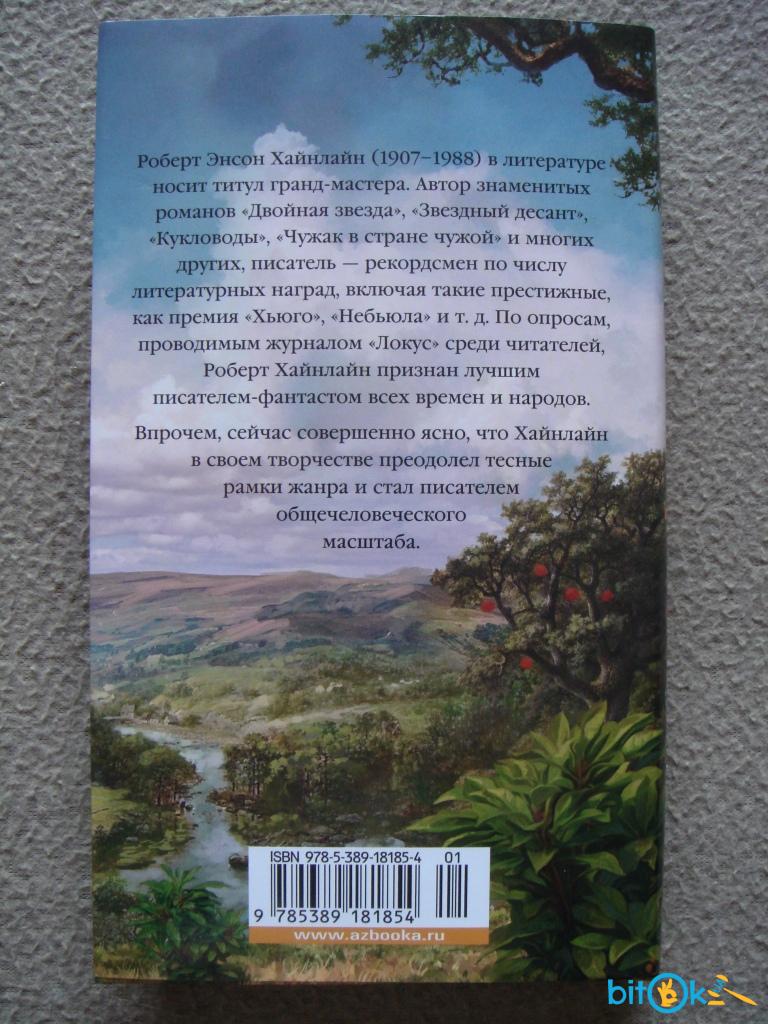 Роберт Энсон Хайнлайн (1907–1988) в литературе
носит титул гранд-мастера. Автор знаменитых
романов «Двойная звезда», «Звездный десант»,
«Кукловоды», «Чужак в стране чужой» и многих
других, писатель — рекордсмен по числу
литературных наград, включая такие престижные,
как премия «Хьюго», «Небьюла» и т. д. По опросам,
проводимым журналом «Локус» среди читателей,
Роберт Хайнлайн признан лучшим
писателем-фантастом всех времен и народов.
Впрочем, сейчас совершенно ясно, что Хайнлайн
в своем творчестве преодолел тесные
рамки жанра и стал писателем
общечеловеческого
масштаба.
ISBN 978-5-389-18185-4 01
9 785389 181854
www.azbooka.ru
bitOk